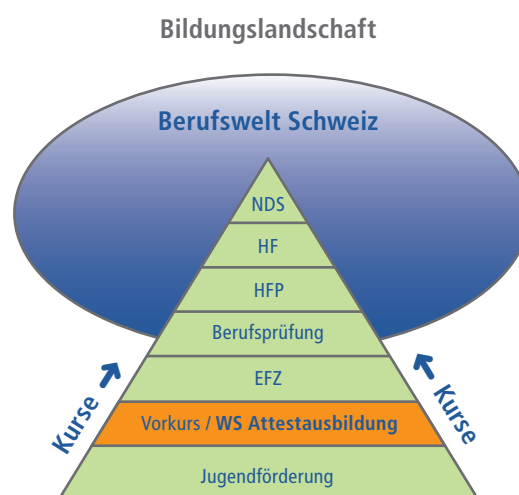 Bildungslandschaft
Berufswelt Schweiz
NDS
HF
HFP
Berufsprüfung
EFZ
Kurse
Kurse
Vorkurs / WS Attestausbildung
Jugendförderung